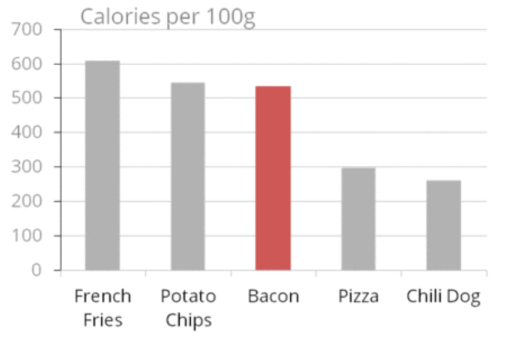 Calories per 100g
700
600
500
400
300
200
100
0
French Fries
Potato Chips
Bacon
Pizza
Chili Dog